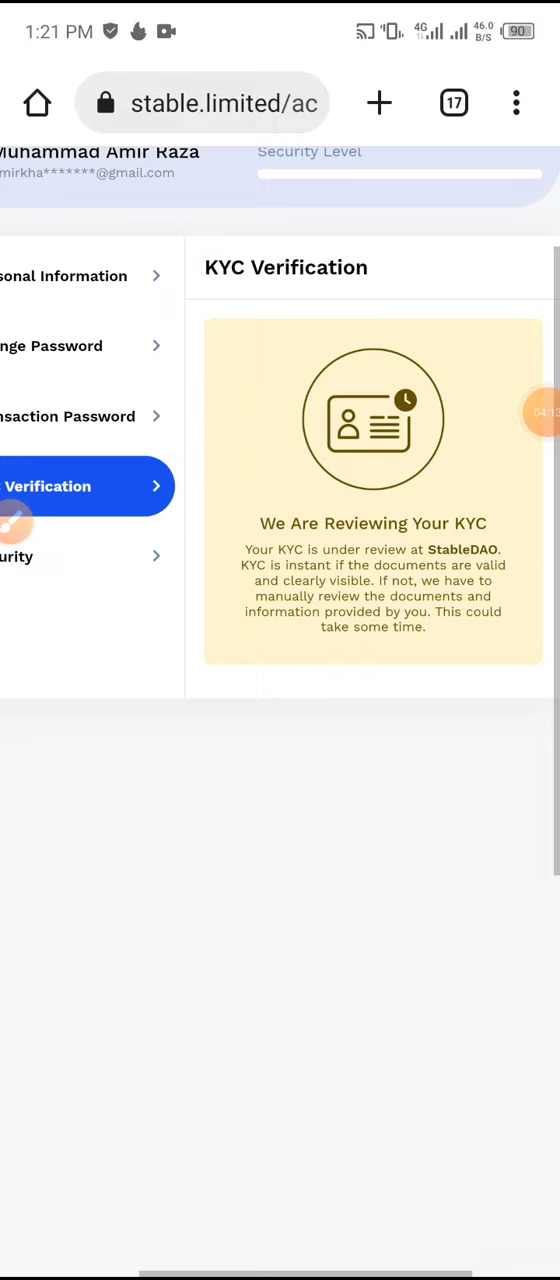 1:21 PM
4G
46.0
B/S
90
stable.limited/ac
17
Muhammad Amir Raza
Security Level
mirkha*******@gmail.com
sonal Information
KYC Verification
nge Password
nsaction Password
04:13
Verification
We Are Reviewing Your KYC
Your KYC is under review at StableDAO.
urity
KYC is instant if the documents are valid
and clearly visible. If not, we have to
manually review the documents and
information provided by you. This could
take some time.